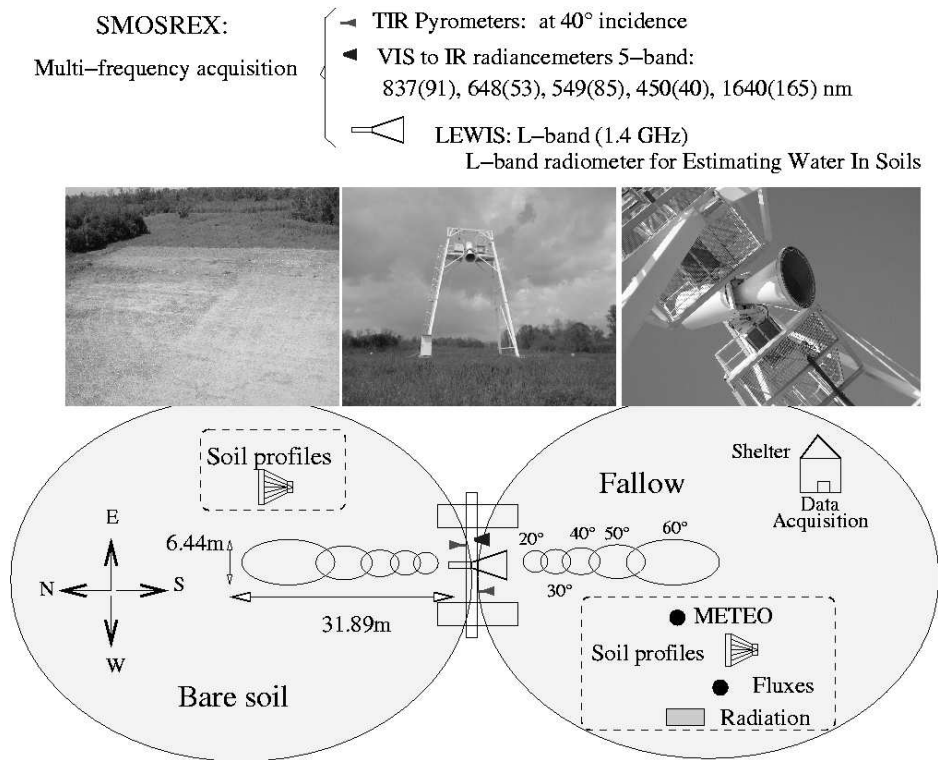 SMOSREX:
Multi−frequency acquisition
TIR Pyrometers: at 40° incidence
VIS to IR radiancemeters 5−band:
837(91), 648(53), 549(85), 450(40), 1640(165) nm
LEWIS: L−band (1.4 GHz)
L−band radiometer for Estimating Water In Soils
Soil profiles
E
N
S
W
6.44m
31.89m
Bare soil
Fallow
Shelter
Data
Acquisition
20°
30°
40°
50°
60°
METEO
Soil profiles
Fluxes
Radiation